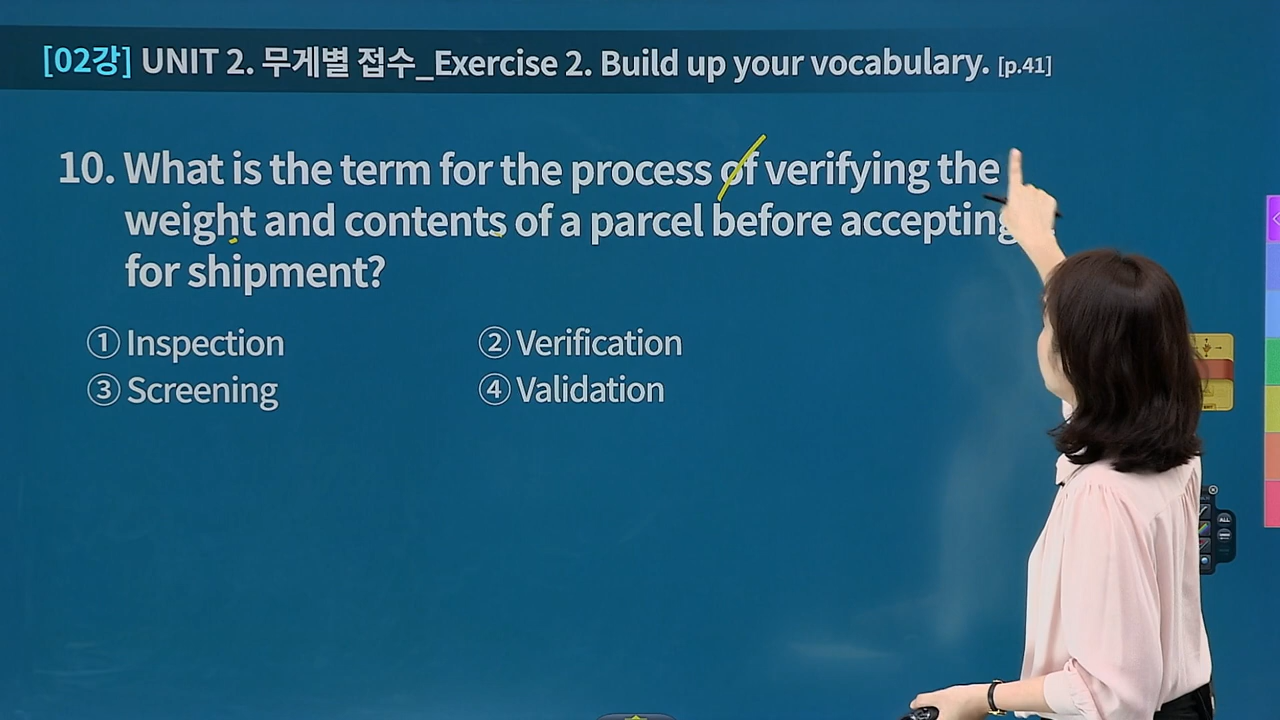 [02강] UNIT 2. 무게별 접수_Exercise 2. Build up your vocabulary. [p.41]
10. What is the term for the process of verifying the
weight and contents of a parcel before accepting
for shipment?
① Inspection ② Verification
③ Screening ④ Validation